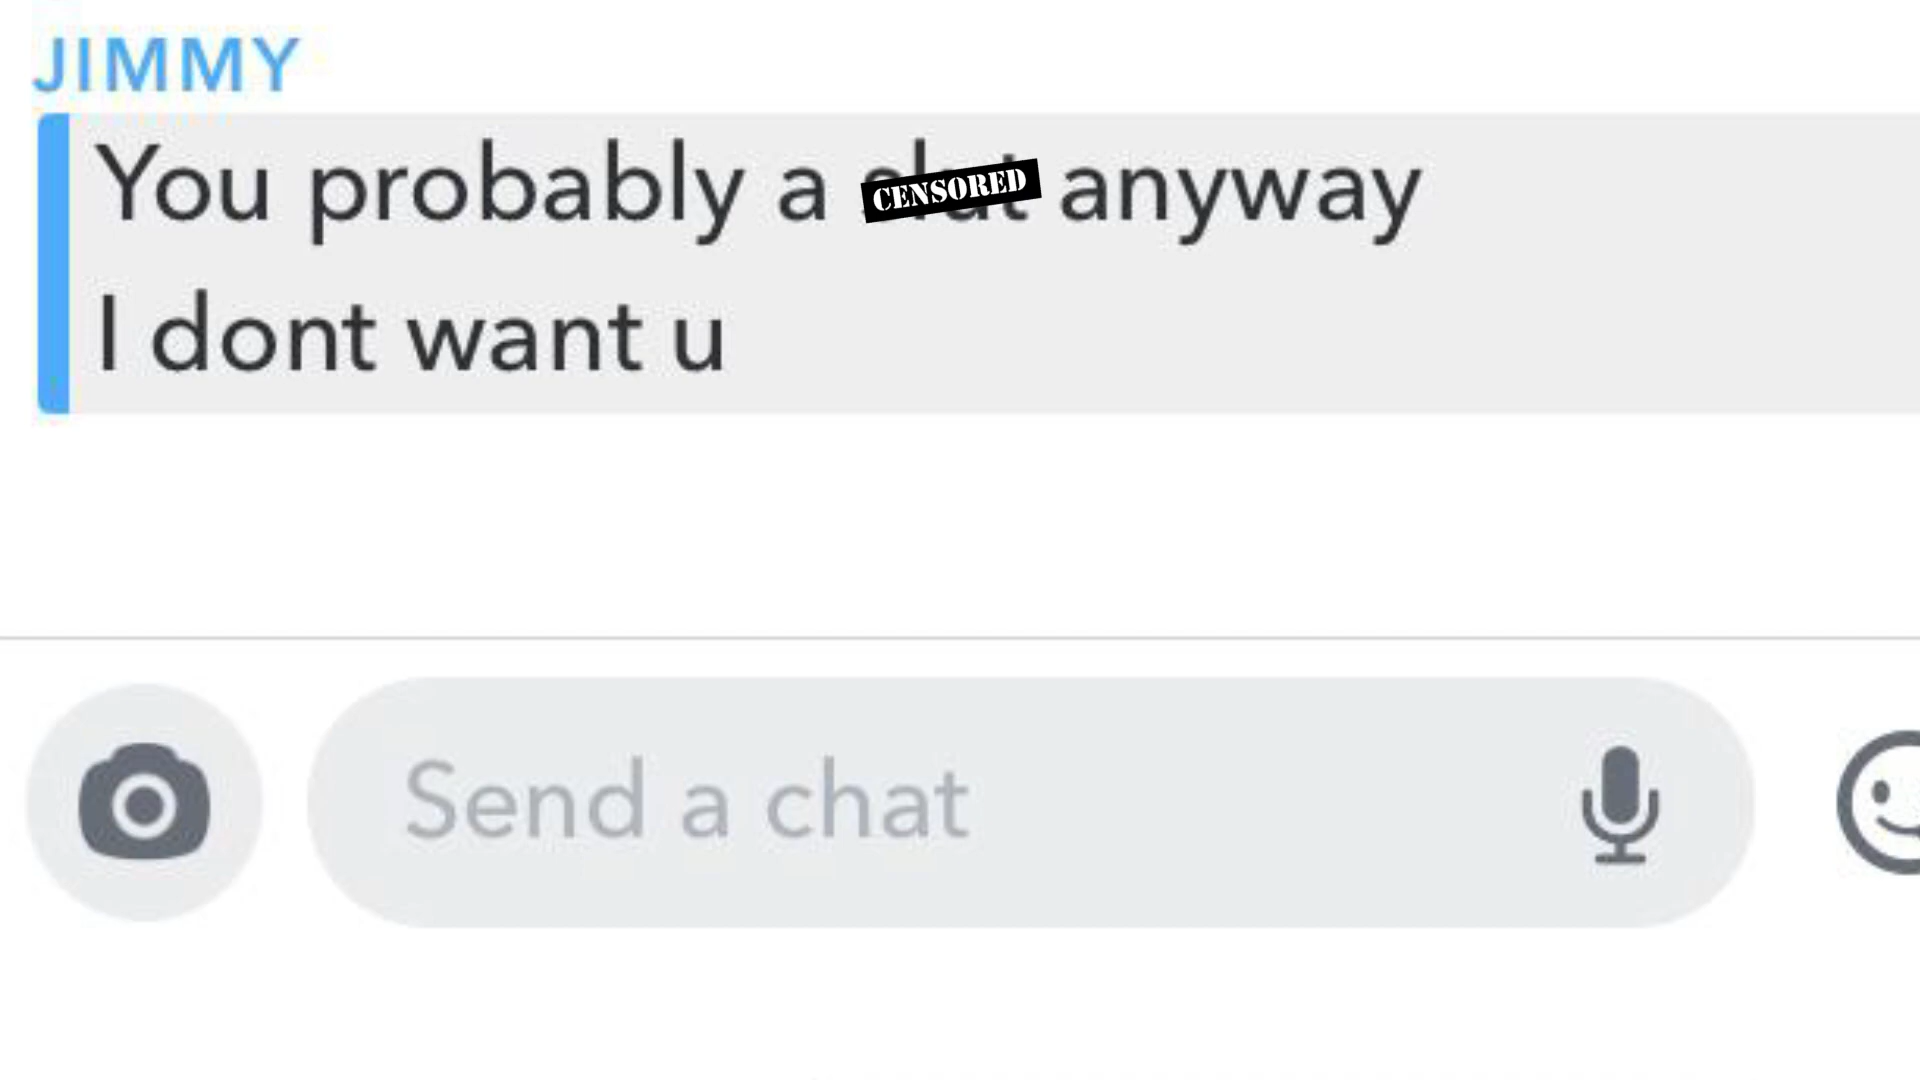 JIMMY
You probably a CENSORED anyway
I dont want u
Send a chat